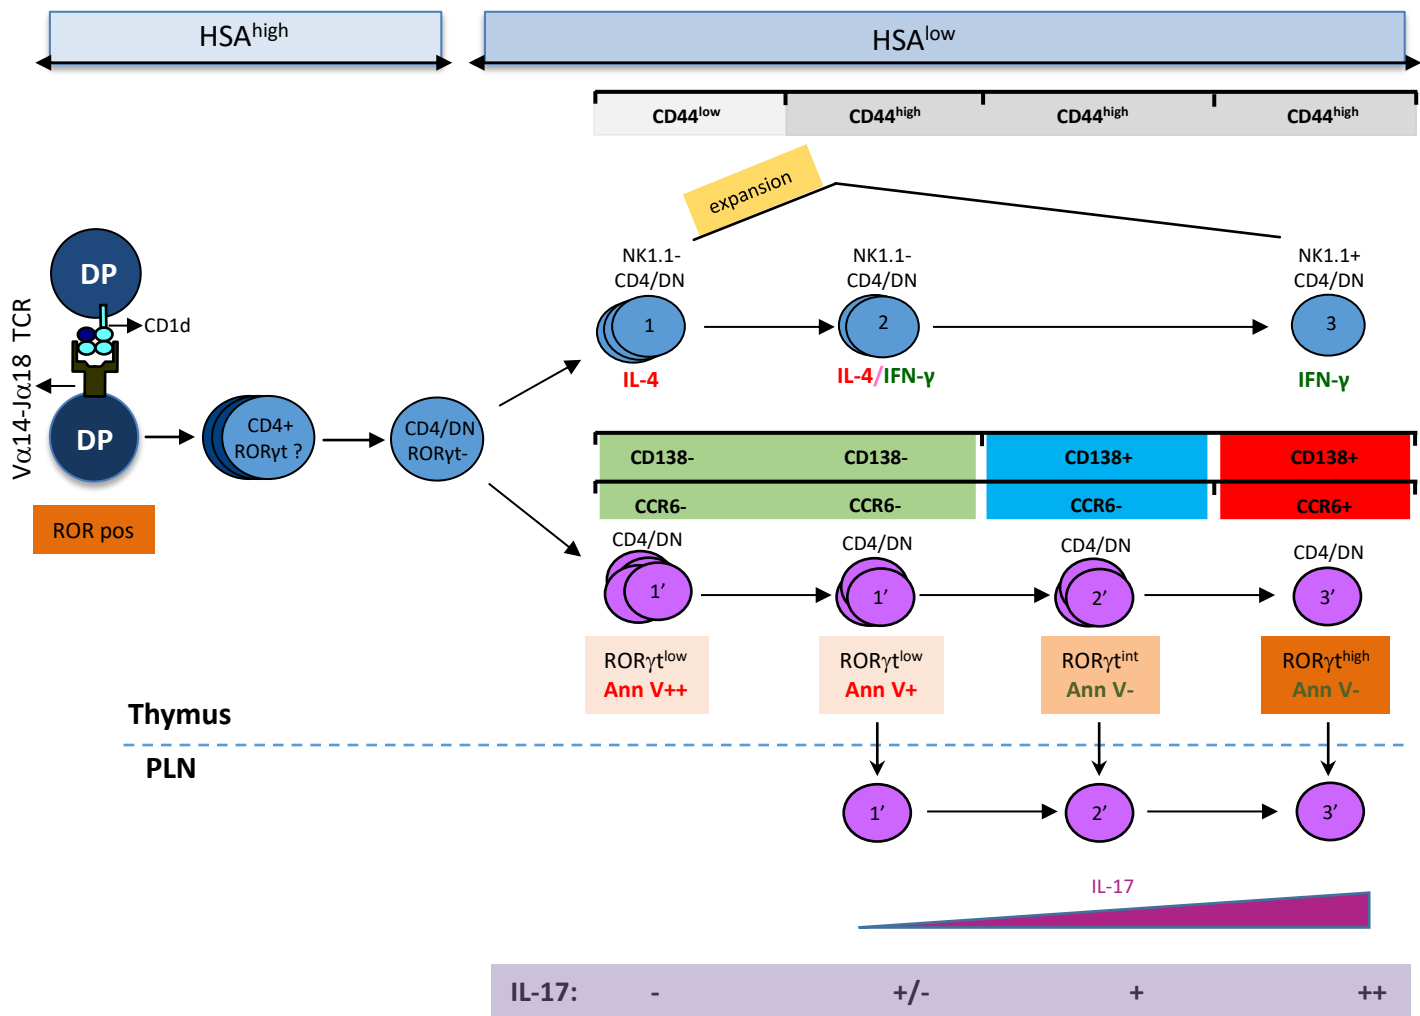 HSAhigh
HSAlow
CD44low
CD44high
CD44high
CD44high
expansion
NK1.1-
CD4/DN
NK1.1-
CD4/DN
NK1.1+
CD4/DN
1
2
3
IL-4
IL-4/IFN-γ
IFN-γ
DP
CD1d
Vα14-Jα18 TCR
DP
CD4+
RORγt ?
CD4/DN
RORγt-
ROR pos
CD138-
CD138-
CD138+
CD138+
CCR6-
CCR6-
CCR6-
CCR6+
CD4/DN
CD4/DN
CD4/DN
CD4/DN
1’
1’
2’
3’
RORγtlow
Ann V++
RORγtlow
Ann V+
RORγtint
Ann V-
RORγthigh
Ann V-
Thymus
PLN
1’
2’
3’
IL-17
IL-17: - +/- + ++